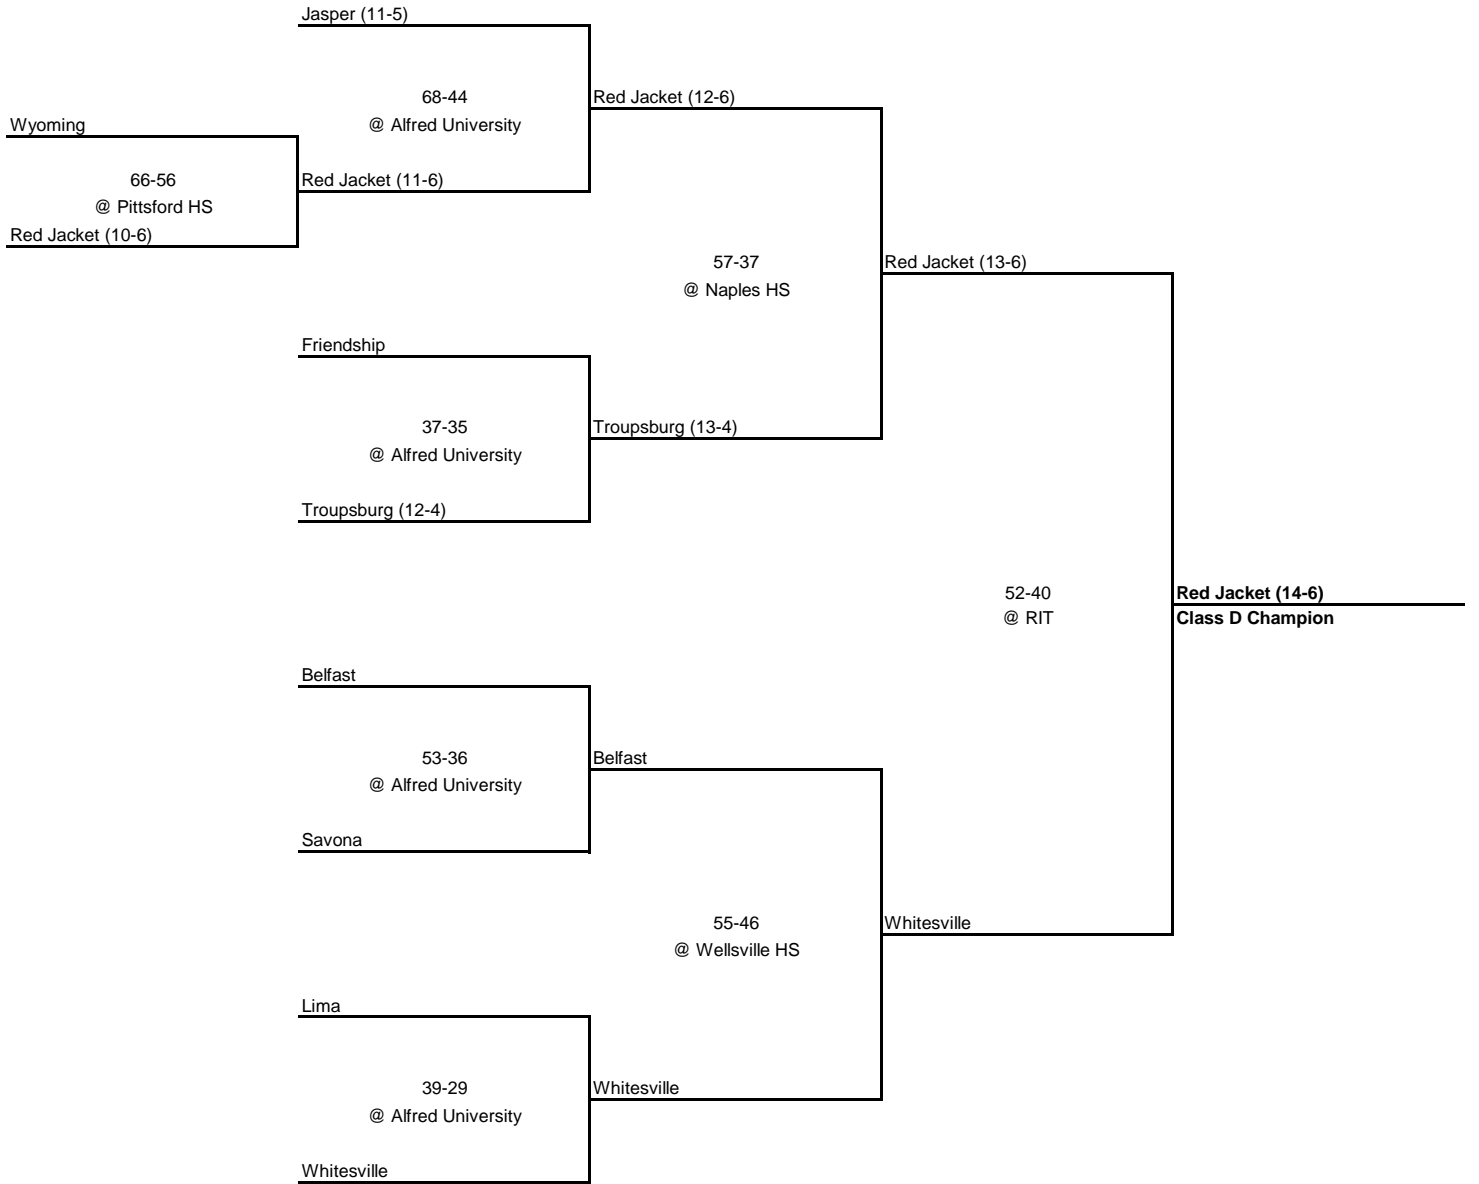 Jasper (11-5)
68-44
@ Alfred University
Red Jacket (12-6)
Wyoming
66-56
@ Pittsford HS
Red Jacket (11-6)
Red Jacket (10-6)
57-37
@ Naples HS
Red Jacket (13-6)
Friendship
37-35
@ Alfred University
Troupsburg (13-4)
Troupsburg (12-4)
52-40
@ RIT
Red Jacket (14-6)
Class D Champion
Belfast
53-36
@ Alfred University
Belfast
Savona
55-46
@ Wellsville HS
Whitesville
Lima
39-29
@ Alfred University
Whitesville
Whitesville